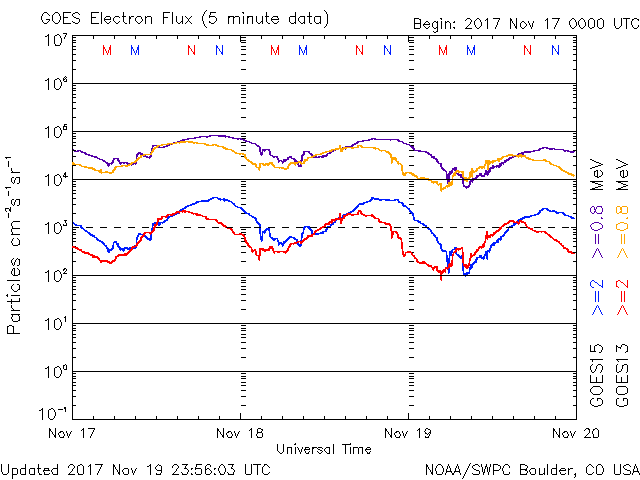 GOES Electron Flux (5 minute data)
Begin: 2017 Nov 17 0000 UTC
10⁷
M M N N M M N N M M N N
10⁶
10⁵
10⁴
10³
10²
10¹
10⁰
10⁻¹
Particles cm⁻²s⁻¹sr⁻¹
GOES15 >=2 >=0.8 MeV
GOES13 >=2 >=0.8 MeV
Nov 17 Nov 18 Nov 19 Nov 20
Universal Time
Updated 2017 Nov 19 23:56:03 UTC
NOAA/SWPC Boulder, CO USA